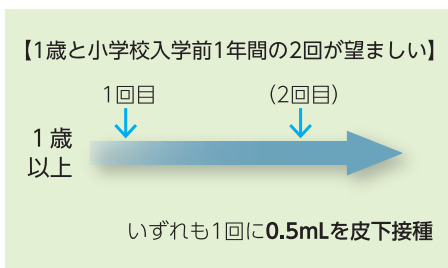 【1歳と小学校入学前1年間の2回が望ましい】
1回目
(2回目)
1歳
以上
いずれも1回に0.5mLを皮下接種